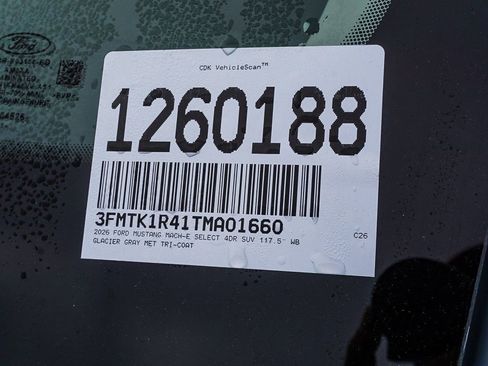 Ford
CDK VehicleScan™
1260188
3FMTK1R41TMA01660
2026 FORD MUSTANG MACH-E SELECT 4DR SUV 117.5" WB
C26
GLACIER GRAY MET TRI-COAT